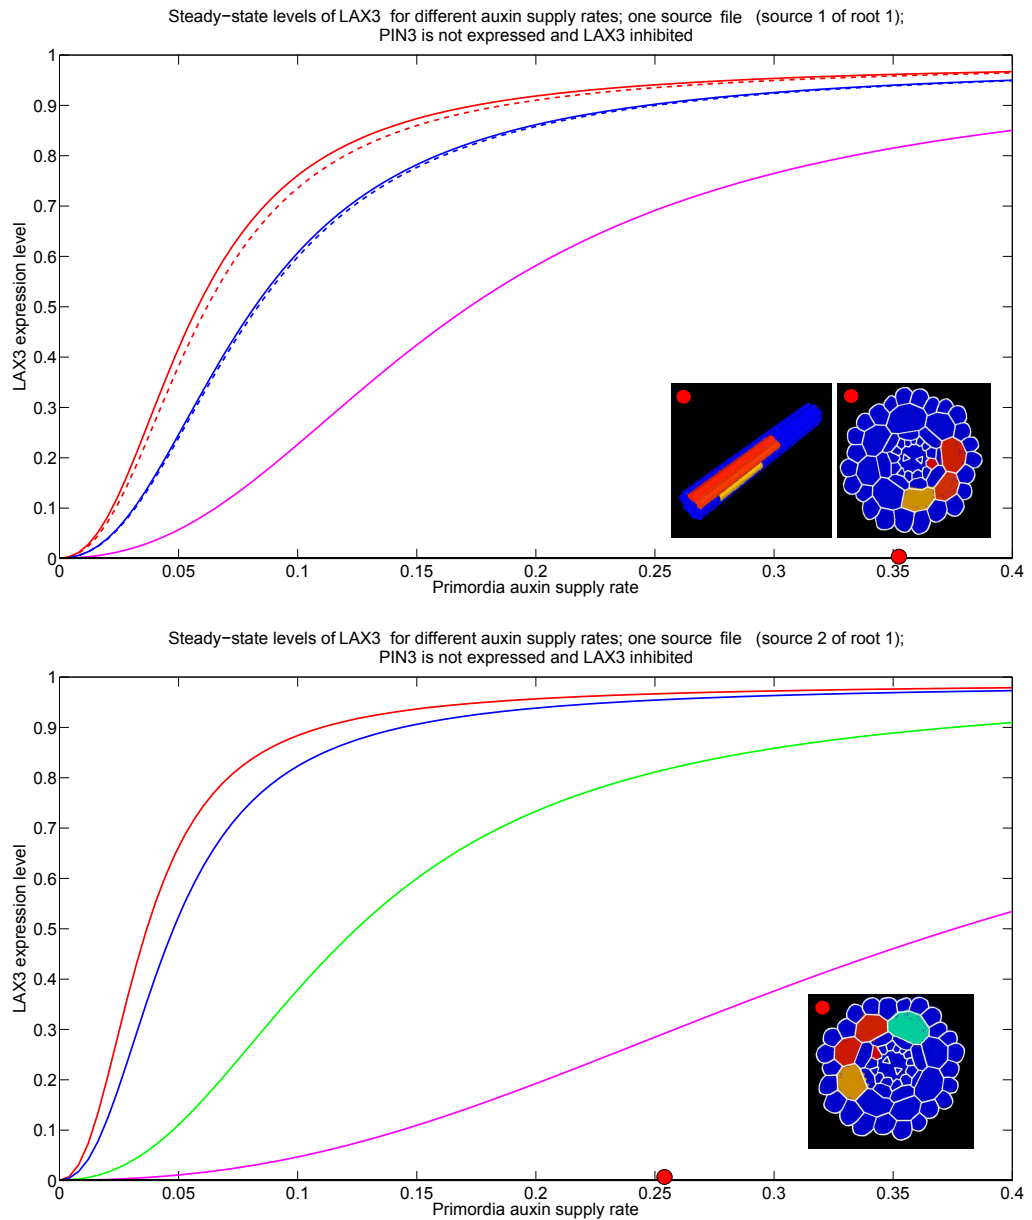 Steady−state levels of LAX3 for different auxin supply rates; one source file (source 1 of root 1);
PIN3 is not expressed and LAX3 inhibited
1
0.9
0.8
0.7
0.6
0.5
0.4
0.3
0.2
0.1
0
LAX3 expression level
0 0.05 0.1 0.15 0.2 0.25 0.3 0.35 0.4
Primordia auxin supply rate
Steady−state levels of LAX3 for different auxin supply rates; one source file (source 2 of root 1);
PIN3 is not expressed and LAX3 inhibited
1
0.9
0.8
0.7
0.6
0.5
0.4
0.3
0.2
0.1
0
LAX3 expression level
0 0.05 0.1 0.15 0.2 0.25 0.3 0.35 0.4
Primordia auxin supply rate